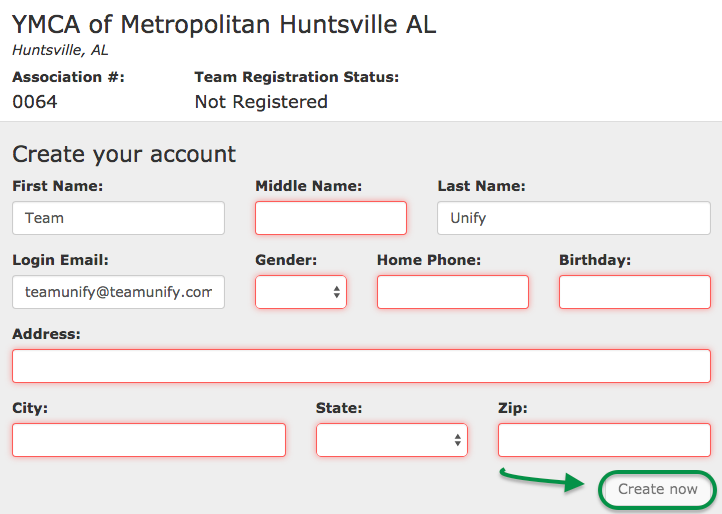 YMCA of Metropolitan Huntsville AL
Huntsville, AL
Association #: Team Registration Status:
0064 Not Registered
Create your account
First Name: Middle Name: Last Name:
Team Unify
Login Email: Gender: Home Phone: Birthday:
teamunify@teamunify.com
Address:
City: State: Zip:
Create now